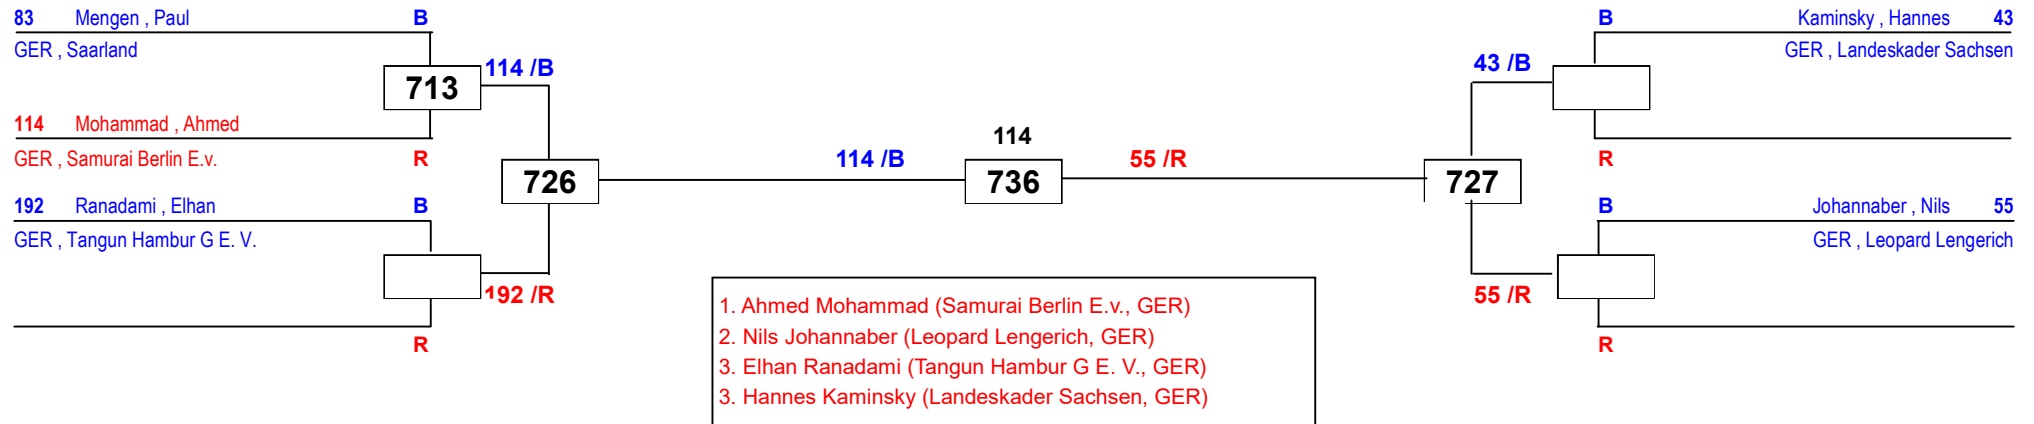 83 Mengen , Paul B
GER , Saarland
713
114 /B
114 Mohammad , Ahmed
GER , Samurai Berlin E.v. R
726
192 Ranadami , Elhan B
GER , Tangun Hambur G E. V.
192 /R
R
114 /B
114
736
55 /R
B Kaminsky , Hannes 43
GER , Landeskader Sachsen
43 /B
R
727
B Johannaber , Nils 55
GER , Leopard Lengerich
55 /R
R
1. Ahmed Mohammad (Samurai Berlin E.v., GER)
2. Nils Johannaber (Leopard Lengerich, GER)
3. Elhan Ranadami (Tangun Hambur G E. V., GER)
3. Hannes Kaminsky (Landeskader Sachsen, GER)